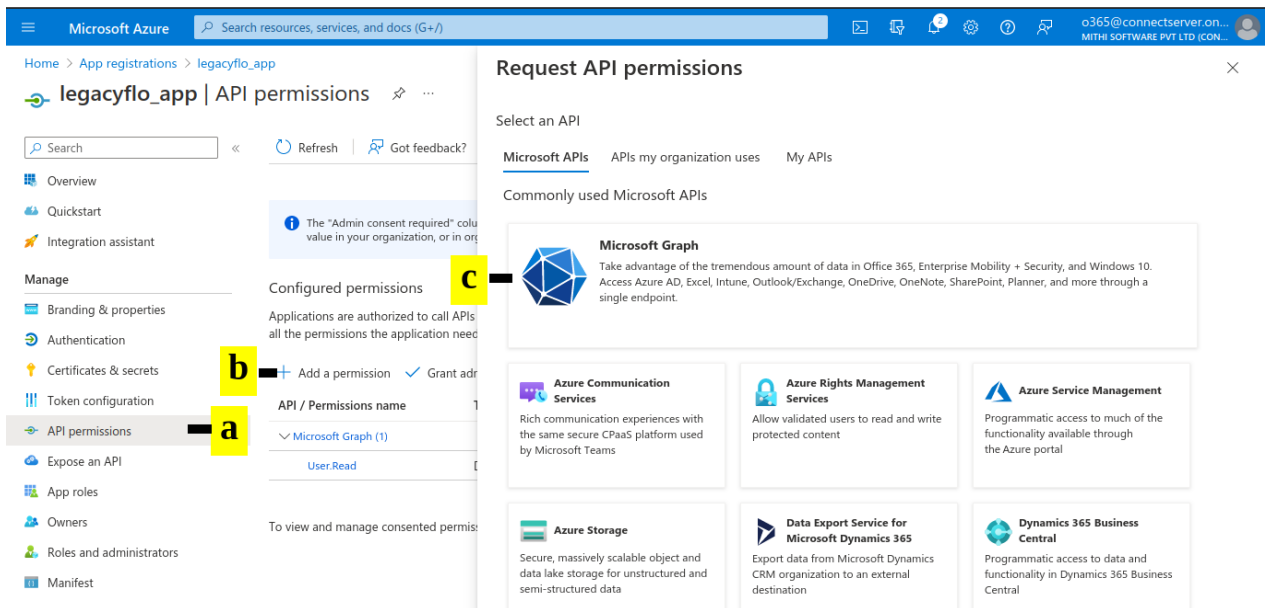 Microsoft Azure
Search resources, services, and docs (G+/)
2
o365@connectserver.on...
MITHI SOFTWARE PVT LTD (CON...
Home > App registrations > legacyflo_app
legacyflo_app | API permissions
Search
«
Overview
Quickstart
Integration assistant
Manage
Branding & properties
Authentication
Certificates & secrets
Token configuration
API permissions
a
Expose an API
App roles
Owners
Roles and administrators
Manifest
Refresh
Got feedback?
The "Admin consent required" colu
value in your organization, or in org
Configured permissions
Applications are authorized to call APIs
all the permissions the application need
b
Add a permission
Grant adr
API / Permissions name
Microsoft Graph (1)
User.Read
To view and manage consented permis
Request API permissions
Select an API
Microsoft APIs
APIs my organization uses
My APIs
Commonly used Microsoft APIs
c
Microsoft Graph
Take advantage of the tremendous amount of data in Office 365, Enterprise Mobility + Security, and Windows 10.
Access Azure AD, Excel, Intune, Outlook/Exchange, OneDrive, OneNote, SharePoint, Planner, and more through a
single endpoint.
Azure Communication
Services
Rich communication experiences with
the same secure CPaaS platform used
by Microsoft Teams
Azure Rights Management
Services
Allow validated users to read and write
protected content
Azure Service Management
Programmatic access to much of the
functionality available through
the Azure portal
Azure Storage
Secure, massively scalable object and
data lake storage for unstructured and
semi-structured data
Data Export Service for
Microsoft Dynamics 365
Export data from Microsoft Dynamics
CRM organization to an external
destination
Dynamics 365 Business
Central
Programmatic access to data and
functionality in Dynamics 365 Business
Central